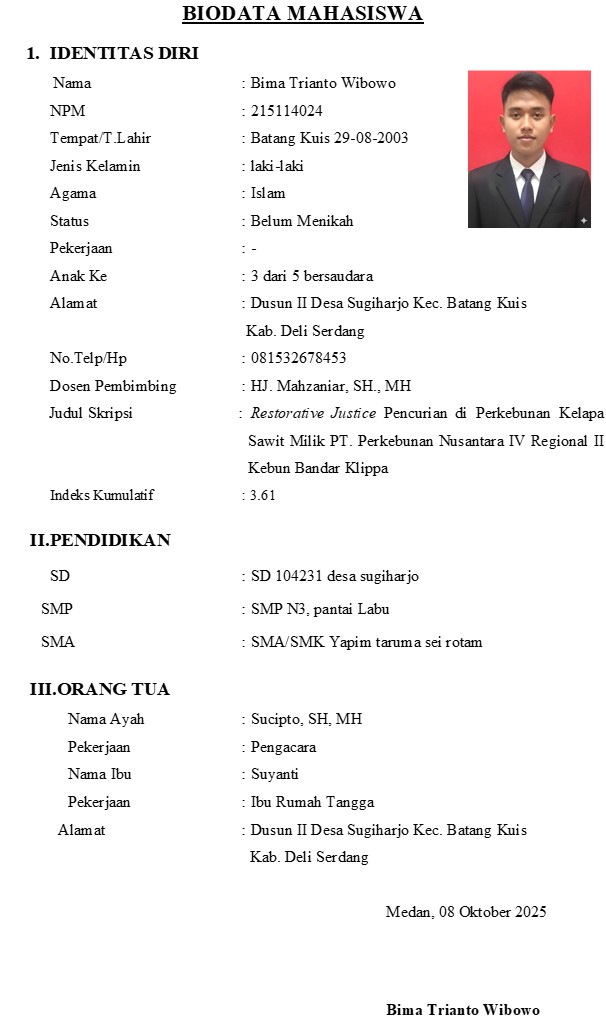 BIODATA MAHASISWA
1. IDENTITAS DIRI
Nama : Bima Trianto Wibowo
NPM : 215114024
Tempat/T.Lahir : Batang Kuis 29-08-2003
Jenis Kelamin : laki-laki
Agama : Islam
Status : Belum Menikah
Pekerjaan : -
Anak Ke : 3 dari 5 bersaudara
Alamat : Dusun II Desa Sugiharjo Kec. Batang Kuis
Kab. Deli Serdang
No.Telp/Hp : 081532678453
Dosen Pembimbing : HJ. Mahzaniar, SH., MH
Judul Skripsi : Restorative Justice Pencurian di Perkebunan Kelapa
Sawit Milik PT. Perkebunan Nusantara IV Regional II
Kebun Bandar Klippa
Indeks Kumulatif : 3.61
II.PENDIDIKAN
SD : SD 104231 desa sugiharjo
SMP : SMP N3, pantai Labu
SMA : SMA/SMK Yapim taruma sei rotam
III.ORANG TUA
Nama Ayah : Sucipto, SH, MH
Pekerjaan : Pengacara
Nama Ibu : Suyanti
Pekerjaan : Ibu Rumah Tangga
Alamat : Dusun II Desa Sugiharjo Kec. Batang Kuis
Kab. Deli Serdang
Medan, 08 Oktober 2025
Bima Trianto Wibowo